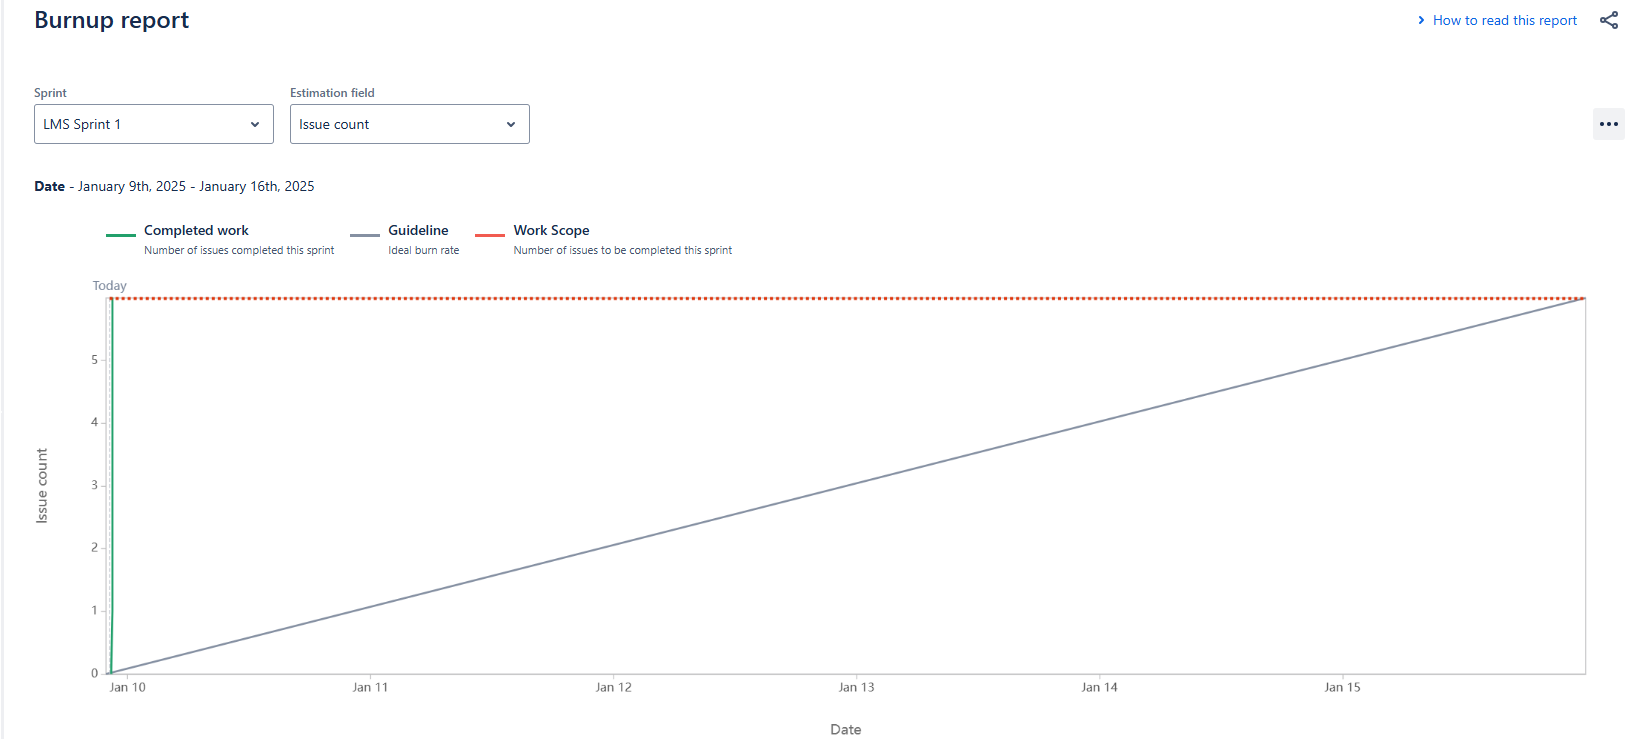 Burnup report
How to read this report
Sprint
Estimation field
LMS Sprint 1
Issue count
Date - January 9th, 2025 - January 16th, 2025
Completed work
Number of issues completed this sprint
Guideline
Ideal burn rate
Work Scope
Number of issues to be completed this sprint
Today
5
4
3
2
1
0
Issue count
Jan 10
Jan 11
Jan 12
Jan 13
Jan 14
Jan 15
Date